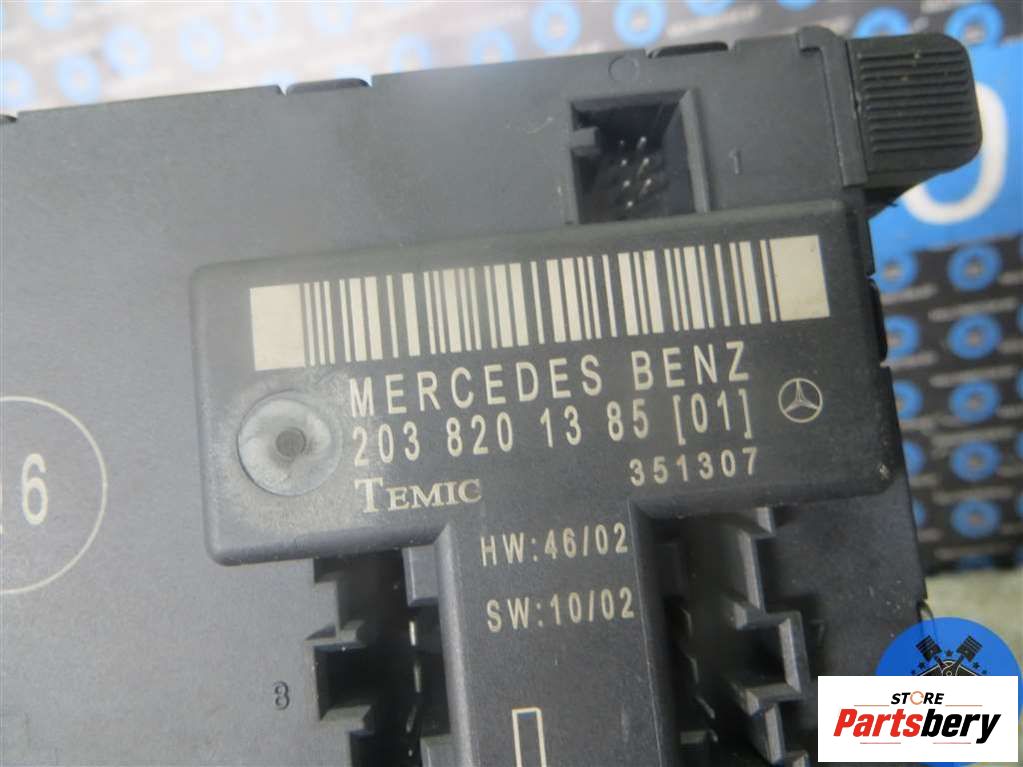 1
MERCEDES BENZ
203 820 13 85 [01]
TEMIC 351307
HW:46/02
SW:10/02
6
8
STORE
Partsbery